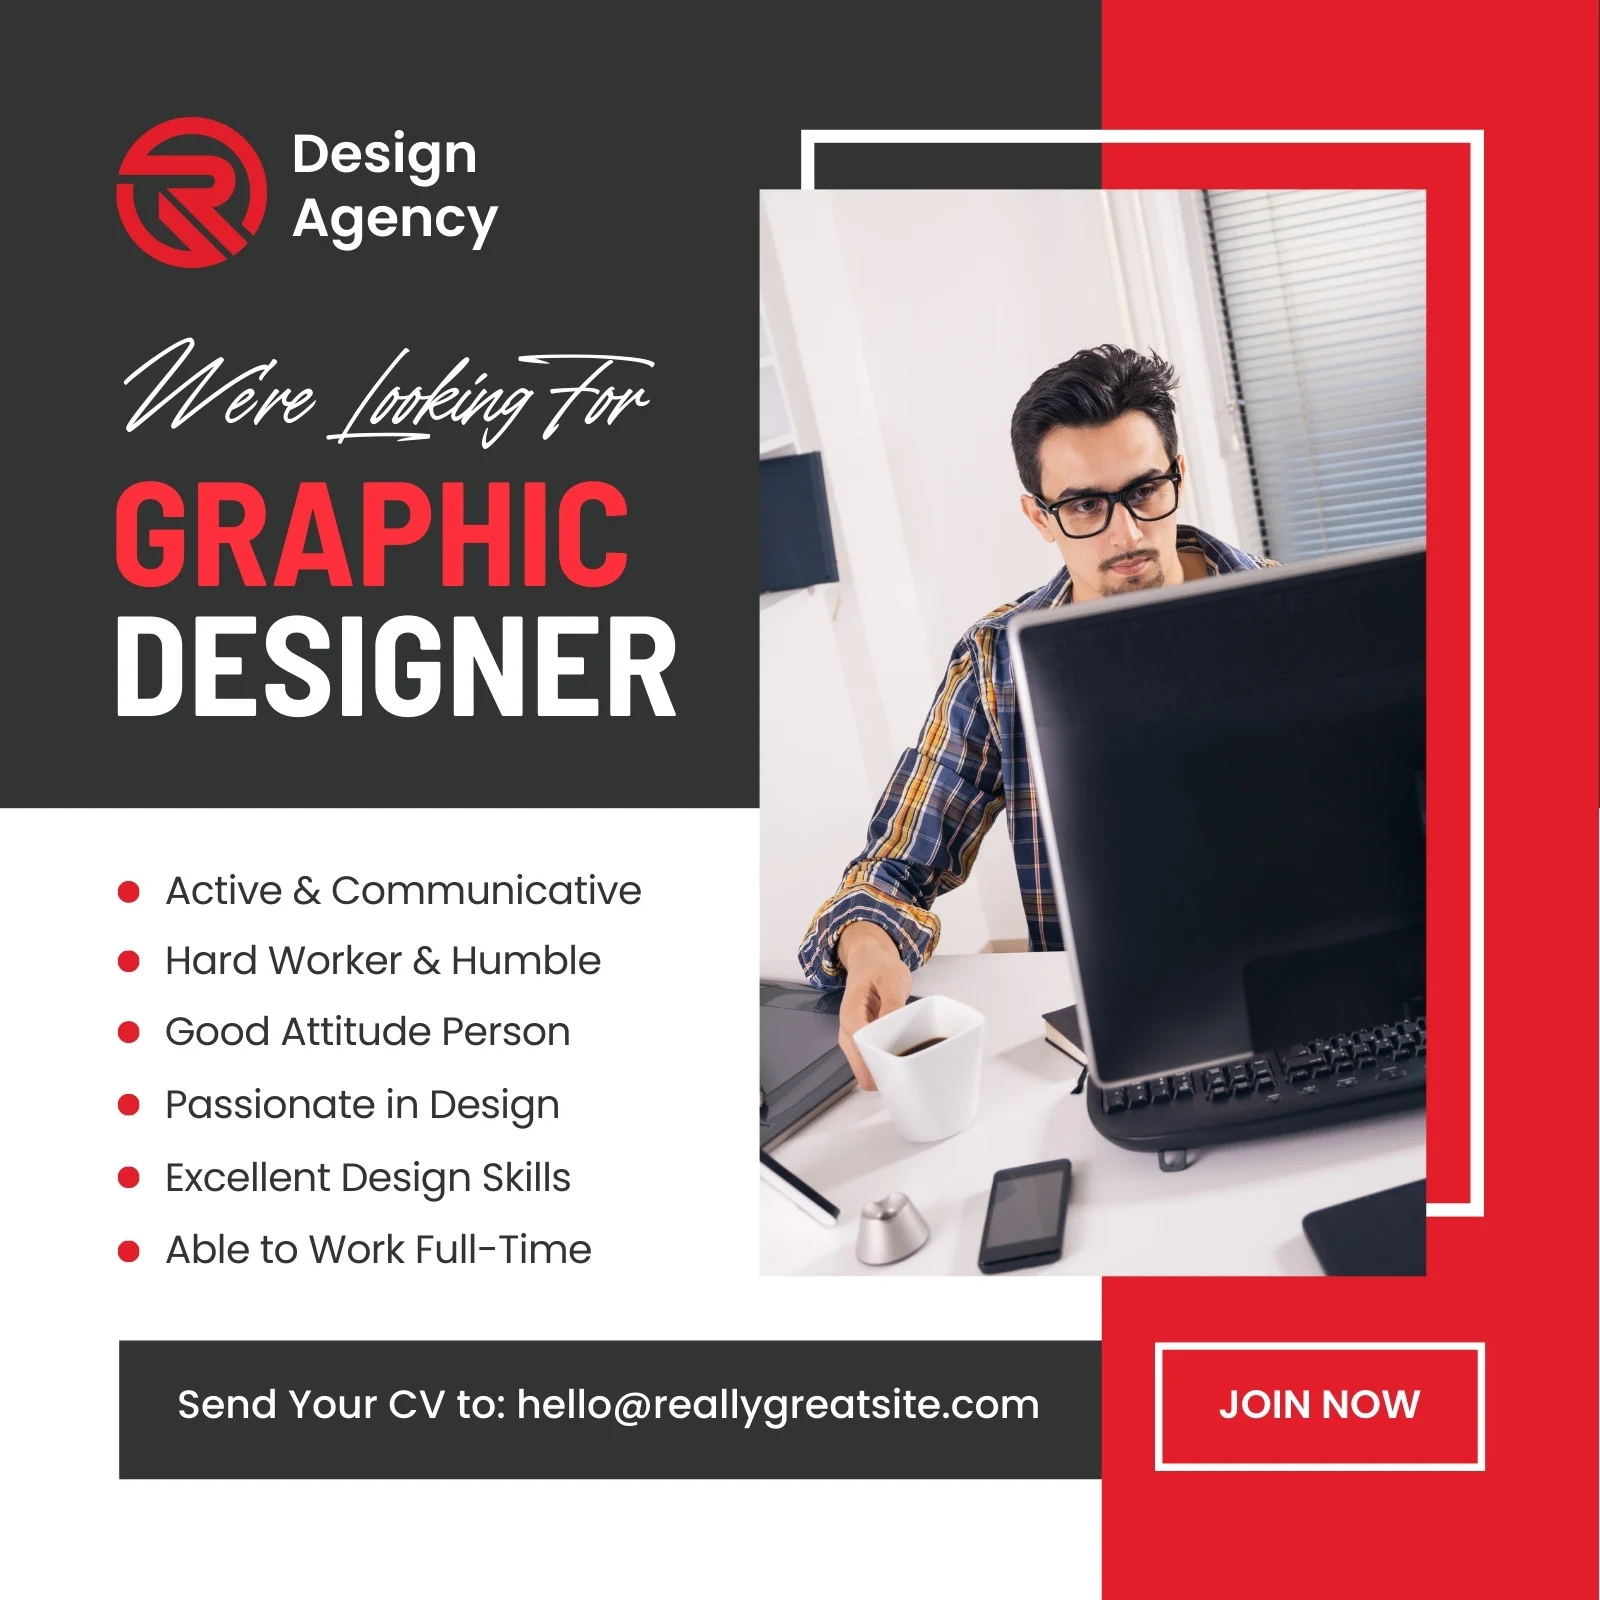 Design
Agency
We're Looking For
GRAPHIC
DESIGNER
Active & Communicative
Hard Worker & Humble
Good Attitude Person
Passionate in Design
Excellent Design Skills
Able to Work Full-Time
Send Your CV to: hello@reallygreatsite.com
JOIN NOW